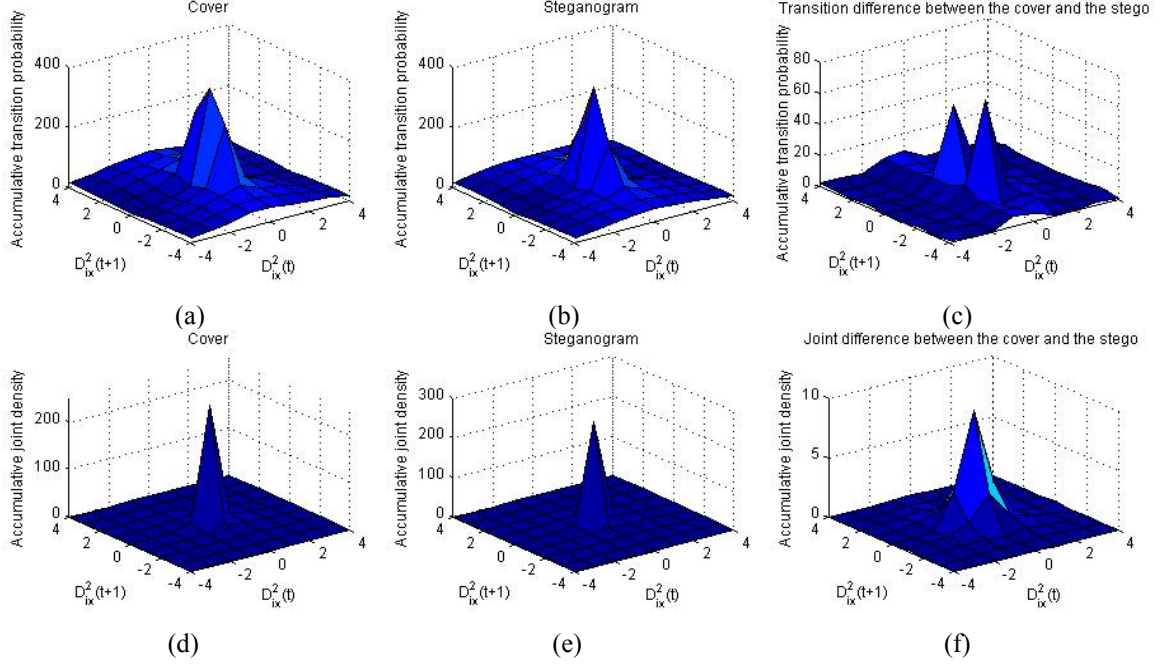 Cover
Accumulative transition probability
400
200
0
4
2
0
-2
-4
-4
-2
0
2
4
D²ix(t+1)
D²ix(t)
(a)
Steganogram
Accumulative transition probability
400
200
0
4
2
0
-2
-4
-4
-2
0
2
4
D²ix(t+1)
D²ix(t)
(b)
Transition difference between the cover and the stego
Accumulative transition probability
80
60
40
20
0
4
2
0
-2
-4
-4
-2
0
2
4
D²ix(t+1)
D²ix(t)
(c)
Cover
Accumulative joint density
200
100
0
4
2
0
-2
-4
-4
-2
0
2
4
D²ix(t+1)
D²ix(t)
(d)
Steganogram
Accumulative joint density
300
200
100
0
4
2
0
-2
-4
-4
-2
0
2
4
D²ix(t+1)
D²ix(t)
(e)
Joint difference between the cover and the stego
Accumulative joint density
10
5
0
4
2
0
-2
-4
-4
-2
0
2
4
D²ix(t+1)
D²ix(t)
(f)